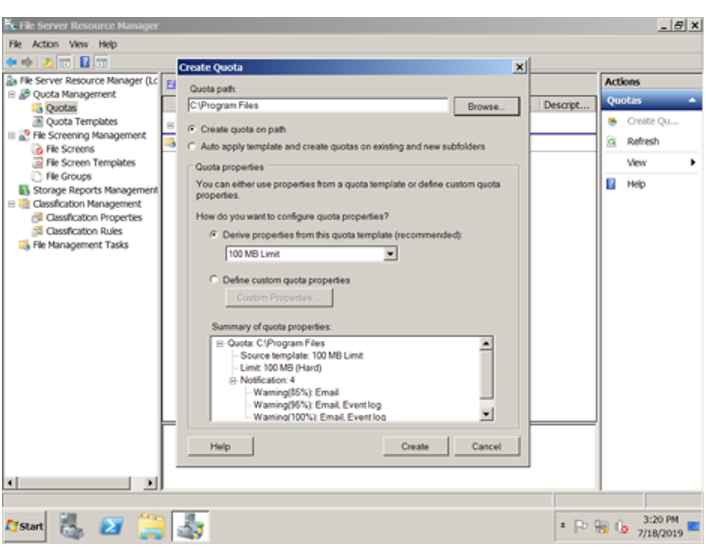 File Server Resource Manager
File Action View Help
File Server Resource Manager (Lc
Quota Management
Quotas
Quota Templates
File Screening Management
File Screens
File Screen Templates
File Groups
Storage Reports Management
Classification Management
Classification Properties
Classification Rules
File Management Tasks
Create Quota
Quota path:
C:\Program Files
Browse...
Create quota on path
Auto apply template and create quotas on existing and new subfolders
Quota properties
You can either use properties from a quota template or define custom quota
properties.
How do you want to configure quota properties?
Derive properties from this quota template (recommended):
100 MB Limit
Define custom quota properties
Custom Properties...
Summary of quota properties:
Quota: C:\Program Files
Source template: 100 MB Limit
Limit: 100 MB (Hard)
Notification: 4
Warning(85%): Email
Warning(95%): Email, Event log
Warning(100%): Email, Event log
Help
Create
Cancel
Descript...
Actions
Quotas
Create Qu...
Refresh
View
Help
Start
3:20 PM
7/18/2019